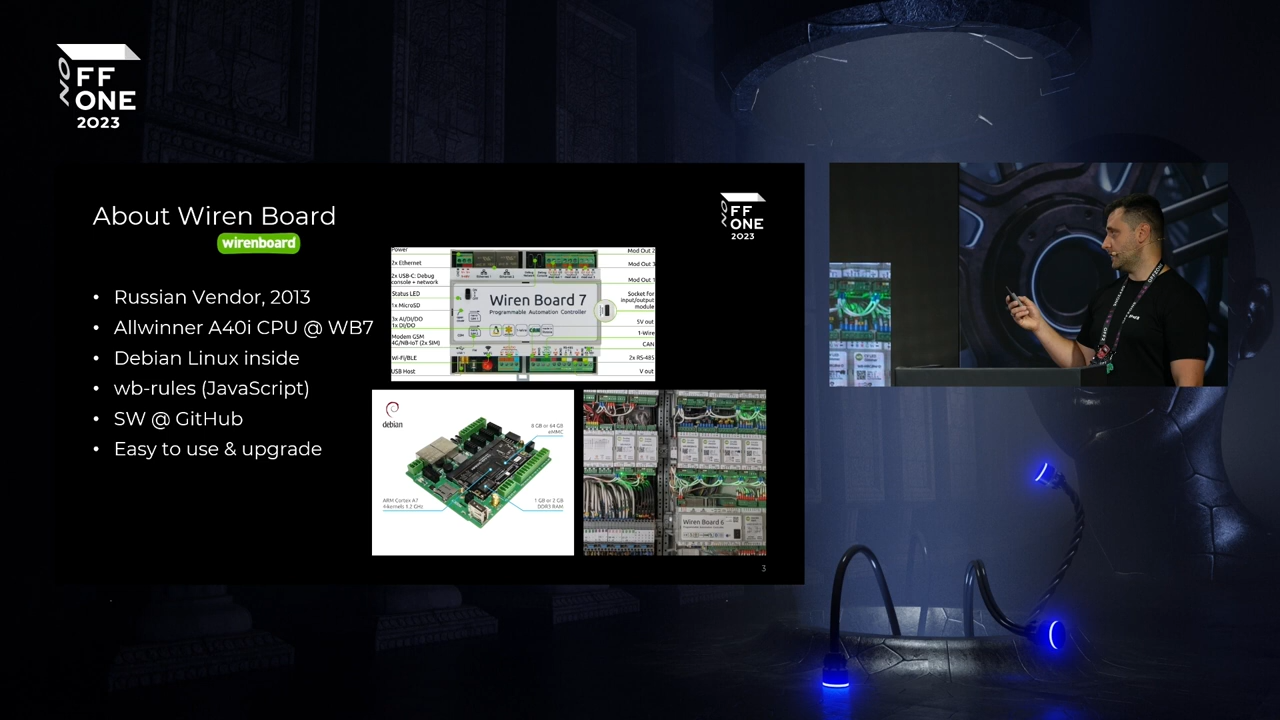 NO
FF
ONE
2023
About Wiren Board
wirenboard
NO
FF
ONE
2023
• Russian Vendor, 2013
• Allwinner A40i CPU @ WB7
• Debian Linux inside
• wb-rules (JavaScript)
• SW @ GitHub
• Easy to use & upgrade
Power
2x Ethernet
2x USB-C: Debug
console + network
Status LED
1x MicroSD
3x AI/DI/DO
1x DI/DO
Modem GSM
4G/NB-IoT (2x SIM)
Wi-Fi/BLE
USB Host
Wiren Board 7
Programmable Automation Controller
Mod Out 2
Mod Out 3
Mod Out 1
Socket for
input/output
module
5V out
1-Wire
CAN
2x RS-485
V out
debian
8 GB or 64 GB
eMMC
ARM Cortex A7
4 kernels 1.2 GHz
1 GB or 2 GB
DDR3 RAM
Wiren Board 6
3